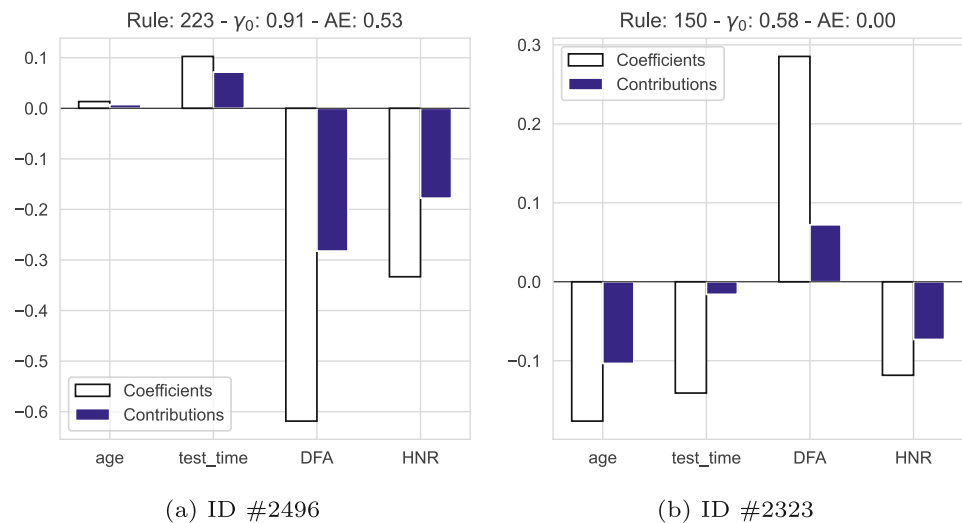 Rule: 223 - γ₀: 0.91 - AE: 0.53
0.1
0.0
−0.1
−0.2
−0.3
−0.4
−0.5
−0.6
Coefficients
Contributions
age test_time DFA HNR
(a) ID #2496
Rule: 150 - γ₀: 0.58 - AE: 0.00
0.3
Coefficients
Contributions
0.2
0.1
0.0
−0.1
age test_time DFA HNR
(b) ID #2323